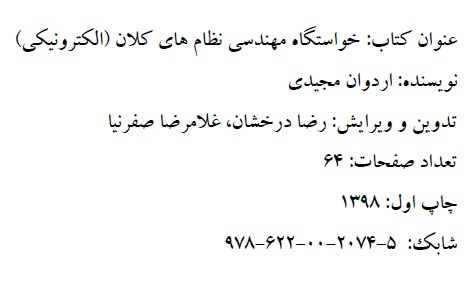 عنوان کتاب: خواستگاه مهندسی نظام های کلان (الکترونیکی)
نویسنده: اردوان مجیدی
تدوین و ویرایش: رضا درخشان، غلامرضا صفرنیا
تعداد صفحات: ۶۴
چاپ اول: ۱۳۹۸
شابک: ۵-۲۰۷۴-۰۰-۶۲۲-۹۷۸